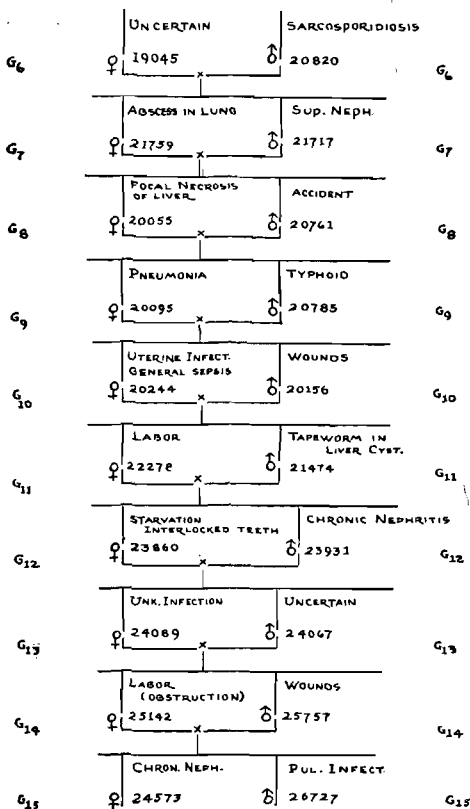 UNCERTAIN SARCOSPORIDIOSIS
G6 ♀ 19045 ♂ 20820 G6
×
ABSCESS IN LUNG SUP. NEPH.
G7 ♀ 21759 ♂ 21717 G7
×
FOCAL NECROSIS
OF LIVER ACCIDENT
G8 ♀ 20055 ♂ 20761 G8
×
PNEUMONIA TYPHOID
G9 ♀ 20095 ♂ 20785 G9
×
UTERINE INFECT. WOUNDS
GENERAL SEPSIS
G10 ♀ 20244 ♂ 20156 G10
×
LABOR TAPEWORM IN
LIVER CYST.
G11 ♀ 22278 ♂ 21474 G11
×
STARVATION CHRONIC NEPHRITIS
INTERLOCKED TEETH
G12 ♀ 23860 ♂ 23931 G12
×
UNK. INFECTION UNCERTAIN
G13 ♀ 24089 ♂ 24067 G13
×
LABOR WOUNDS
(OBSTRUCTION)
G14 ♀ 25142 ♂ 25757 G14
×
CHRON. NEPH. PUL. INFECT.
G15 ♀ 24573 ♂ 26727 G15